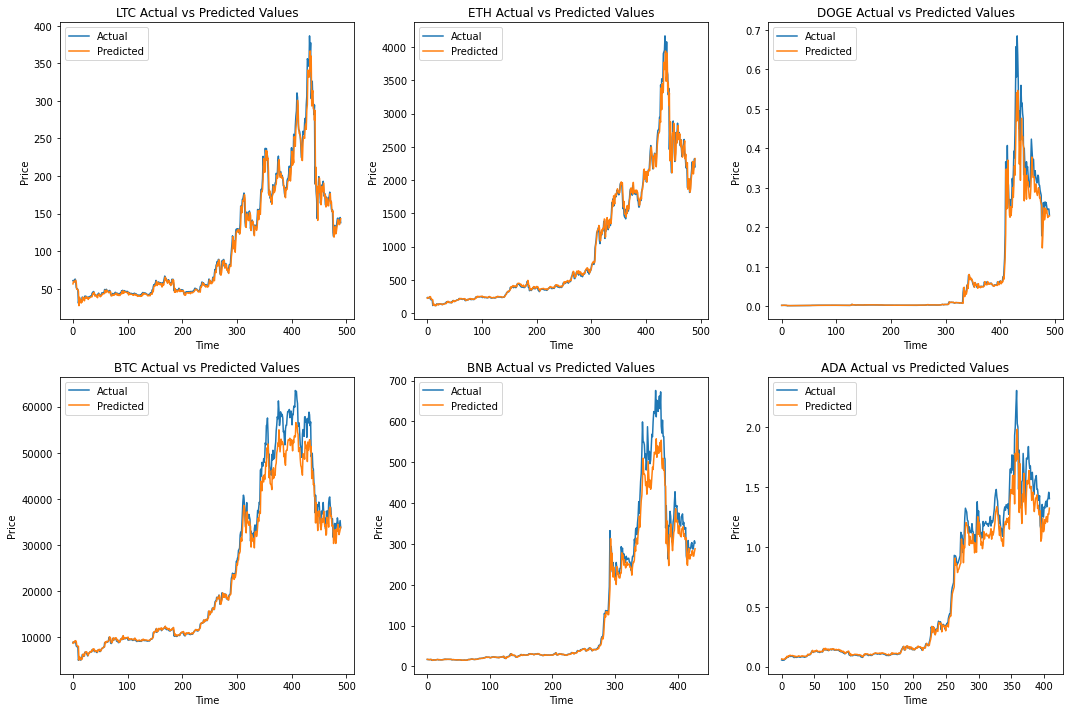 LTC Actual vs Predicted Values
Actual
Predicted
400
350
300
250
200
150
100
50
Price
0 100 200 300 400 500
Time
ETH Actual vs Predicted Values
Actual
Predicted
4000
3500
3000
2500
2000
1500
1000
500
0
Price
0 100 200 300 400 500
Time
DOGE Actual vs Predicted Values
Actual
Predicted
0.7
0.6
0.5
0.4
0.3
0.2
0.1
0.0
Price
0 100 200 300 400 500
Time
BTC Actual vs Predicted Values
Actual
Predicted
60000
50000
40000
30000
20000
10000
Price
0 100 200 300 400 500
Time
BNB Actual vs Predicted Values
Actual
Predicted
700
600
500
400
300
200
100
0
Price
0 100 200 300 400
Time
ADA Actual vs Predicted Values
Actual
Predicted
2.0
1.5
1.0
0.5
0.0
Price
0 50 100 150 200 250 300 350 400
Time